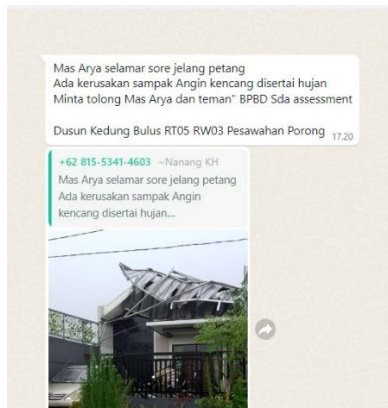 Mas Arya selamar sore jelang petang
Ada kerusakan sampak Angin kencang disertai hujan
Minta tolong Mas Arya dan teman" BPBD Sda assessment
Dusun Kedung Bulus RT05 RW03 Pesawahan Porong 17.20
+62 815-5341-4603 ~Nanang KH
Mas Arya selamar sore jelang petang
Ada kerusakan sampak Angin
kencang disertai hujan...